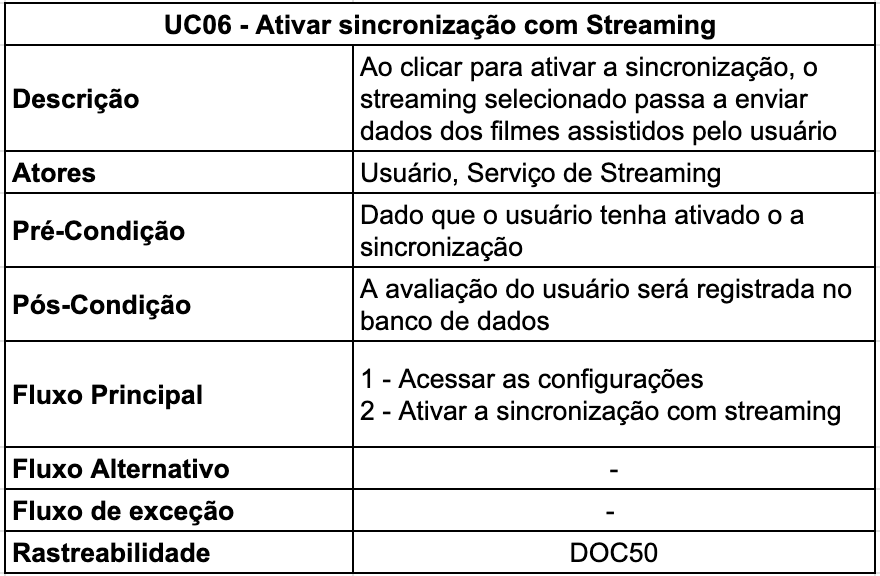 UC06 - Ativar sincronização com Streaming
Descrição
Ao clicar para ativar a sincronização, o
streaming selecionado passa a enviar
dados dos filmes assistidos pelo usuário
Atores
Usuário, Serviço de Streaming
Pré-Condição
Dado que o usuário tenha ativado o a
sincronização
Pós-Condição
A avaliação do usuário será registrada no
banco de dados
Fluxo Principal
1 - Acessar as configurações
2 - Ativar a sincronização com streaming
Fluxo Alternativo
-
Fluxo de exceção
-
Rastreabilidade
DOC50